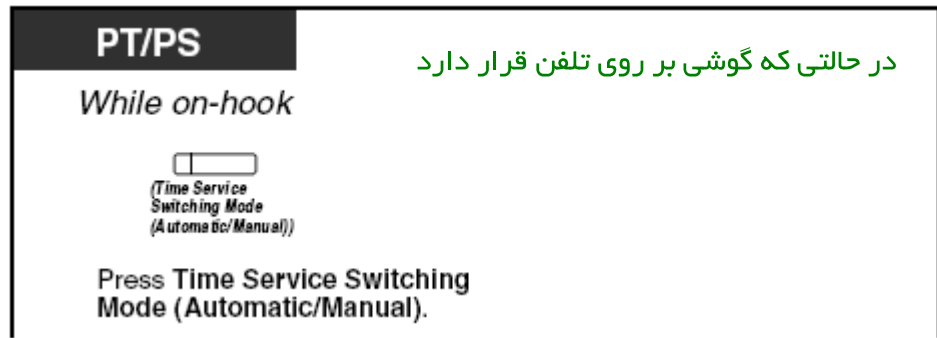 PT/PS
در حالتی که گوشی بر روی تلفن قرار دارد
While on-hook
(Time Service
Switching Mode
(Automatic/Manual))
Press Time Service Switching
Mode (Automatic/Manual).